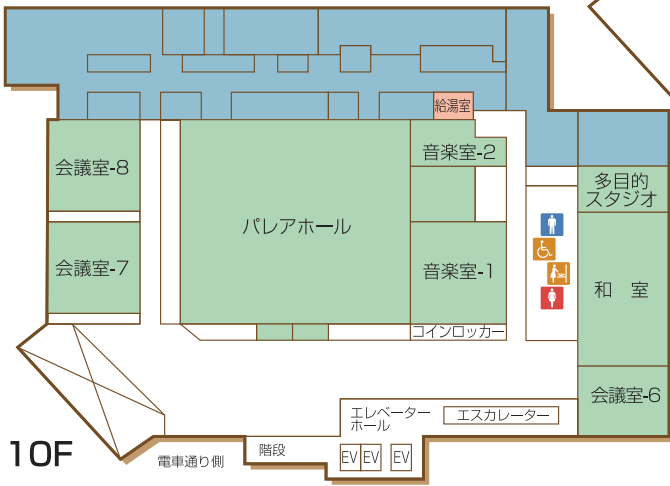 給湯室
音楽室-2
会議室-8
多目的
スタジオ
パレアホール
会議室-7
音楽室-1
和　室
コインロッカー
会議室-6
エレベーター
ホール
エスカレーター
階段
EV EV EV
10F
電車通り側